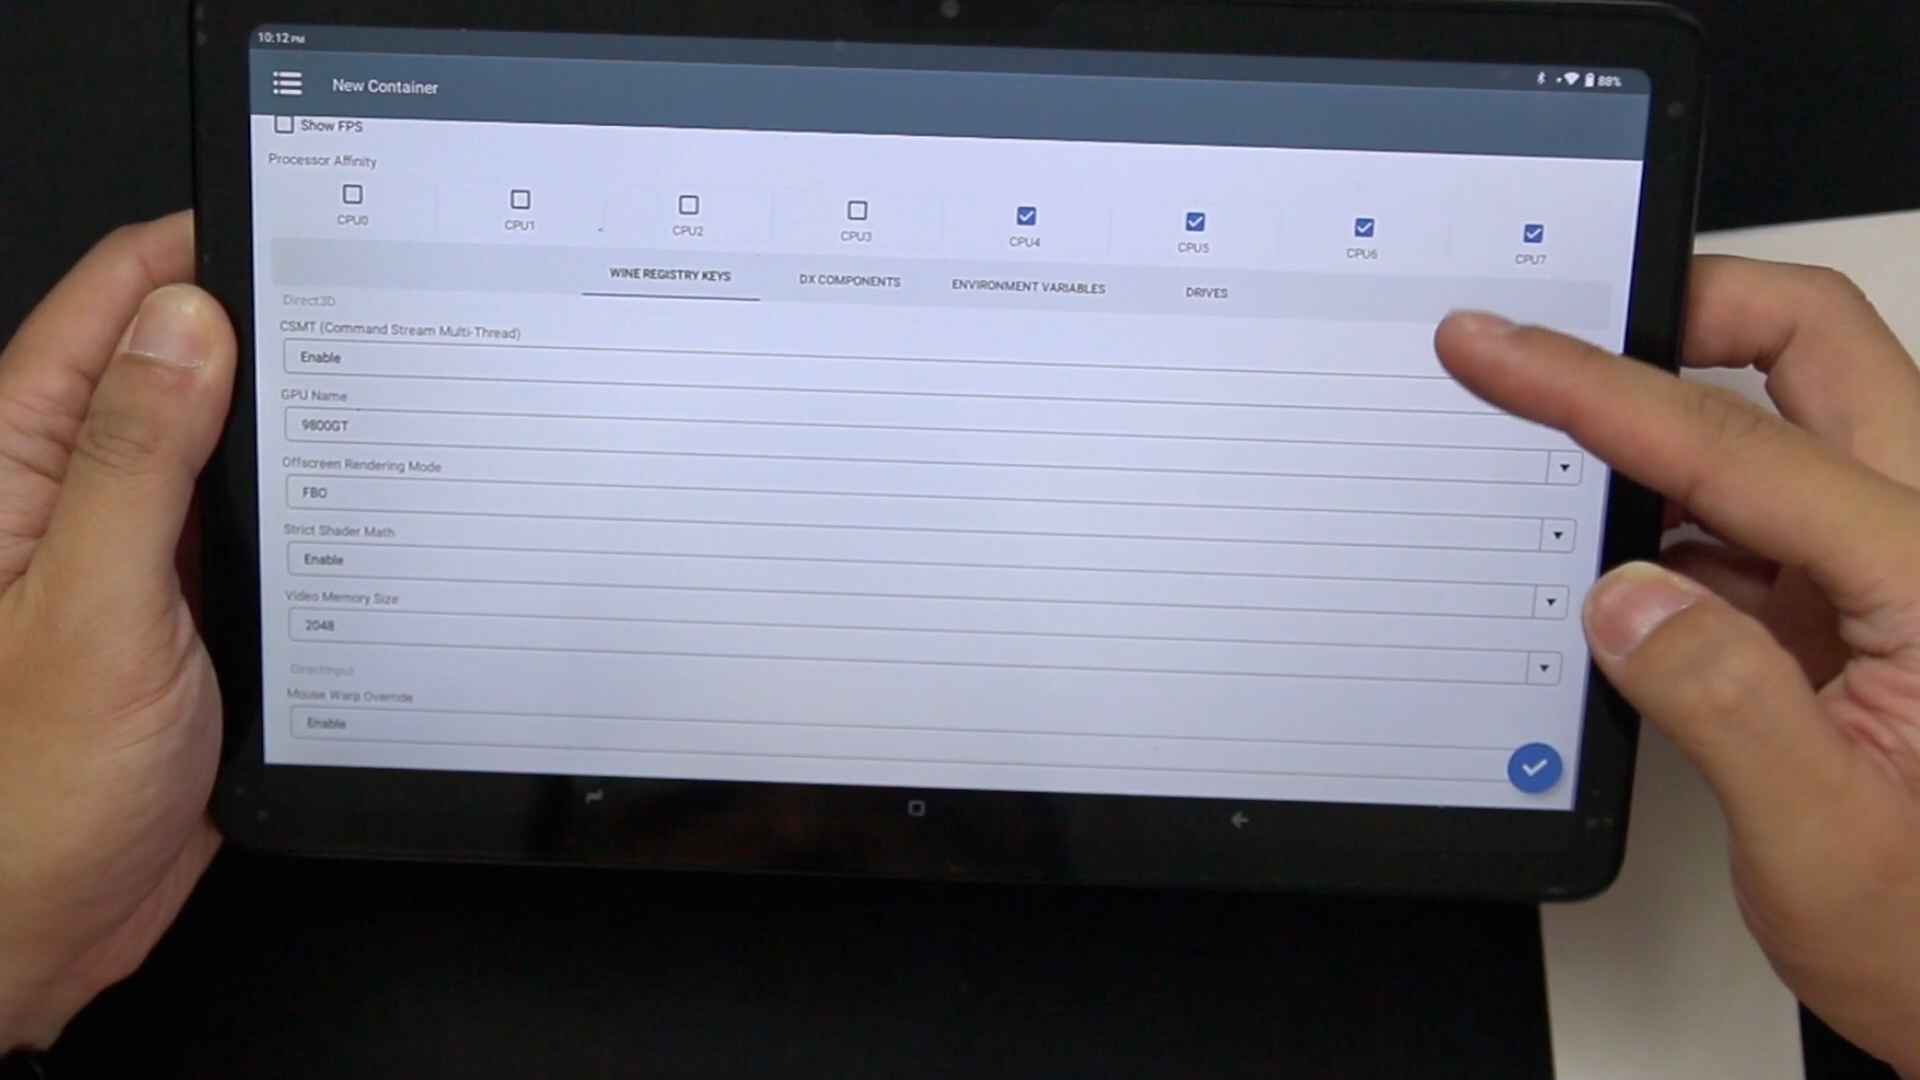 10:12 PM
88%
New Container
Show FPS
Processor Affinity
CPU0 CPU1 CPU2 CPU3 CPU4 CPU5 CPU6 CPU7
WINE REGISTRY KEYS DX COMPONENTS ENVIRONMENT VARIABLES DRIVES
Direct3D
CSMT (Command Stream Multi-Thread)
Enable
GPU Name
9800GT
Offscreen Rendering Mode
FBO
Strict Shader Math
Enable
Video Memory Size
2048
DirectInput
Mouse Warp Override
Enable